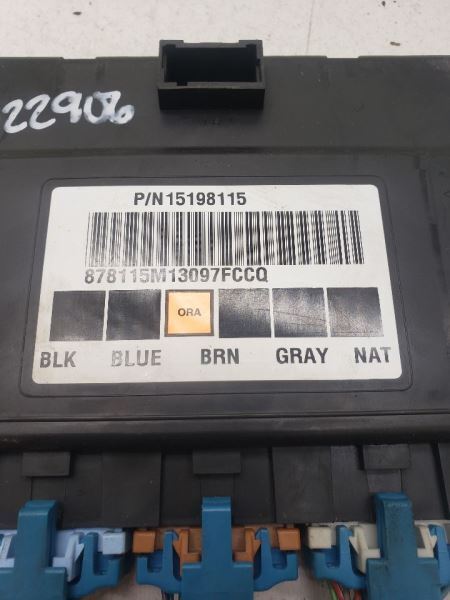 22906
P/N15198115
878115M13097FCCQ
ORA
BLK BLUE BRN GRAY NAT